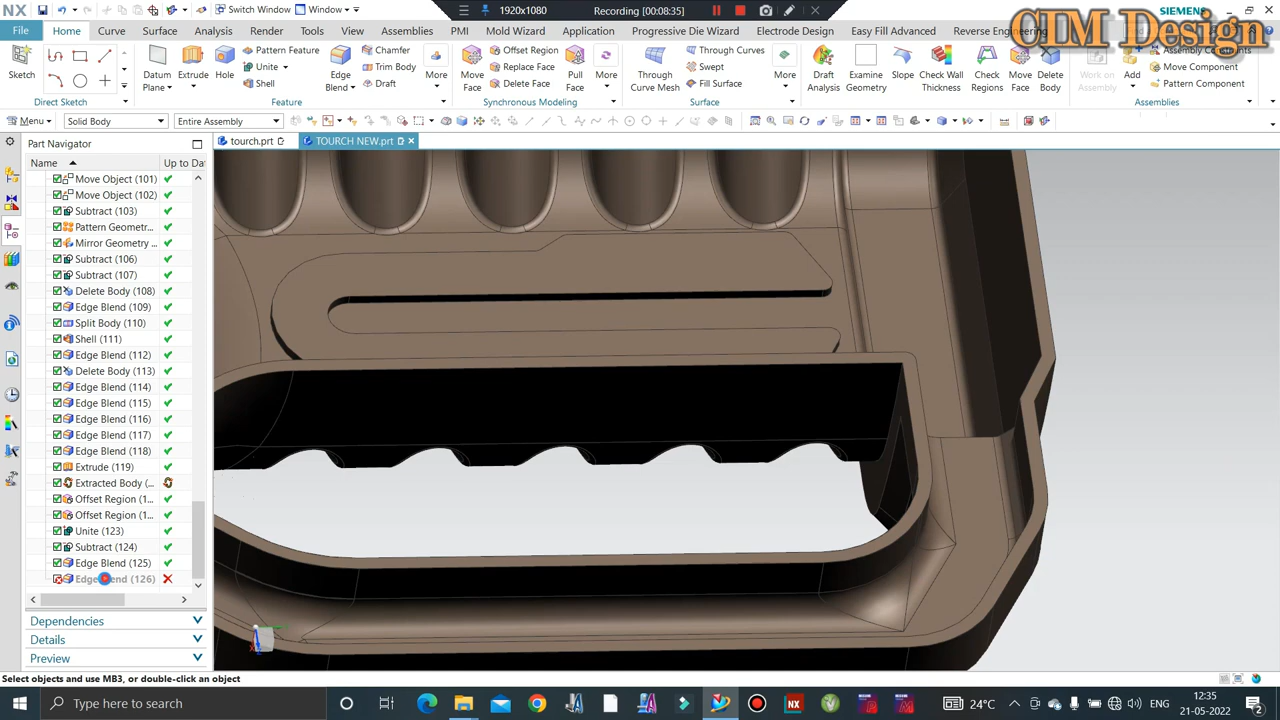 NX
Switch Window
Window
1920x1080
Recording [00:08:35]
SIEMENS
CIM Design
File
Home
Curve
Surface
Analysis
Render
Tools
View
Assemblies
PMI
Mold Wizard
Application
Progressive Die Wizard
Electrode Design
Easy Fill Advanced
Reverse Engineering
Sketch
Datum Plane
Extrude
Hole
Pattern Feature
Unite
Shell
Edge Blend
Chamfer
Trim Body
Draft
More
Move Face
Offset Region
Replace Face
Delete Face
Pull Face
More
Through Curve Mesh
Through Curves
Swept
Fill Surface
More
Draft Analysis
Examine Geometry
Slope
Check Wall Thickness
Check Regions
Move Face
Delete Body
Work on Assembly
Add
Assembly Constraints
Move Component
Pattern Component
Direct Sketch
Feature
Synchronous Modeling
Surface
Assemblies
Menu
Solid Body
Entire Assembly
Part Navigator
tourch.prt
TOURCH NEW.prt
Name
Up to Da
Move Object (101)
Move Object (102)
Subtract (103)
Pattern Geometr...
Mirror Geometry ...
Subtract (106)
Subtract (107)
Delete Body (108)
Edge Blend (109)
Split Body (110)
Shell (111)
Edge Blend (112)
Delete Body (113)
Edge Blend (114)
Edge Blend (115)
Edge Blend (116)
Edge Blend (117)
Edge Blend (118)
Extrude (119)
Extracted Body (...
Offset Region (1...
Offset Region (1...
Unite (123)
Subtract (124)
Edge Blend (125)
Edge Blend (126)
Dependencies
Details
Preview
Select objects and use MB3, or double-click an object
Type here to search
24°C
ENG
12:35
21-05-2022